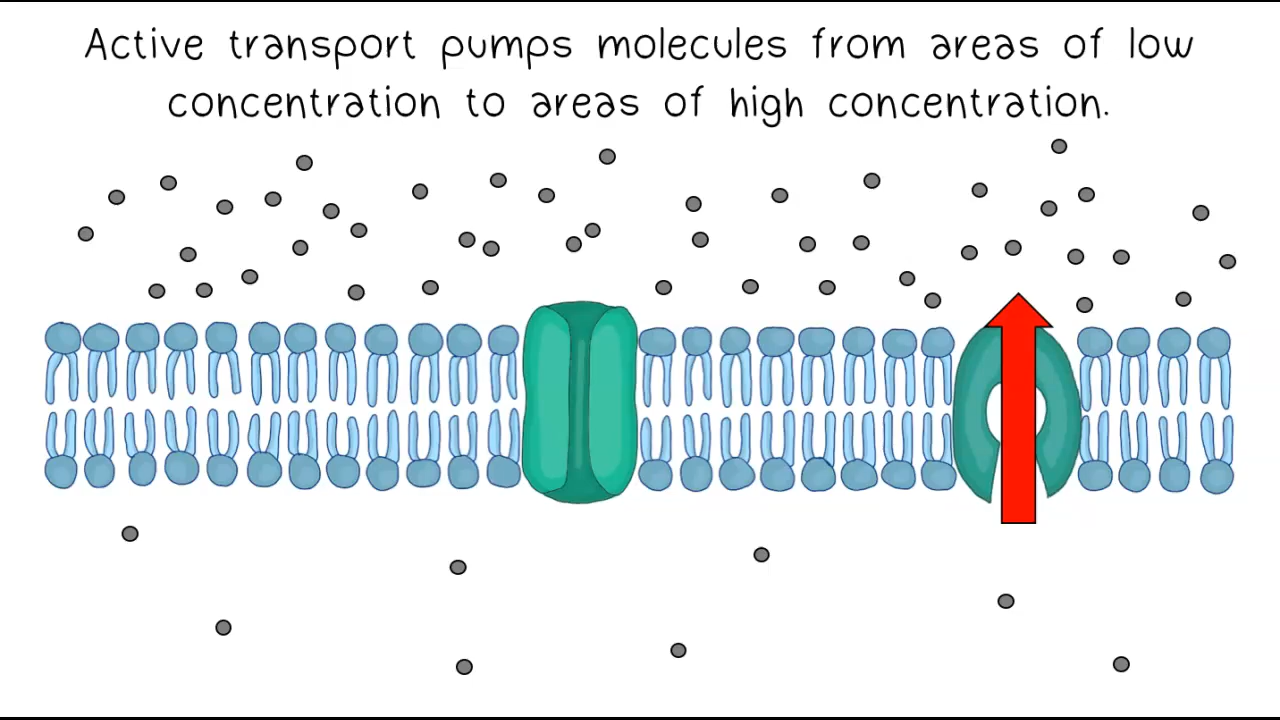 Active transport pumps molecules from areas of low
concentration to areas of high concentration.